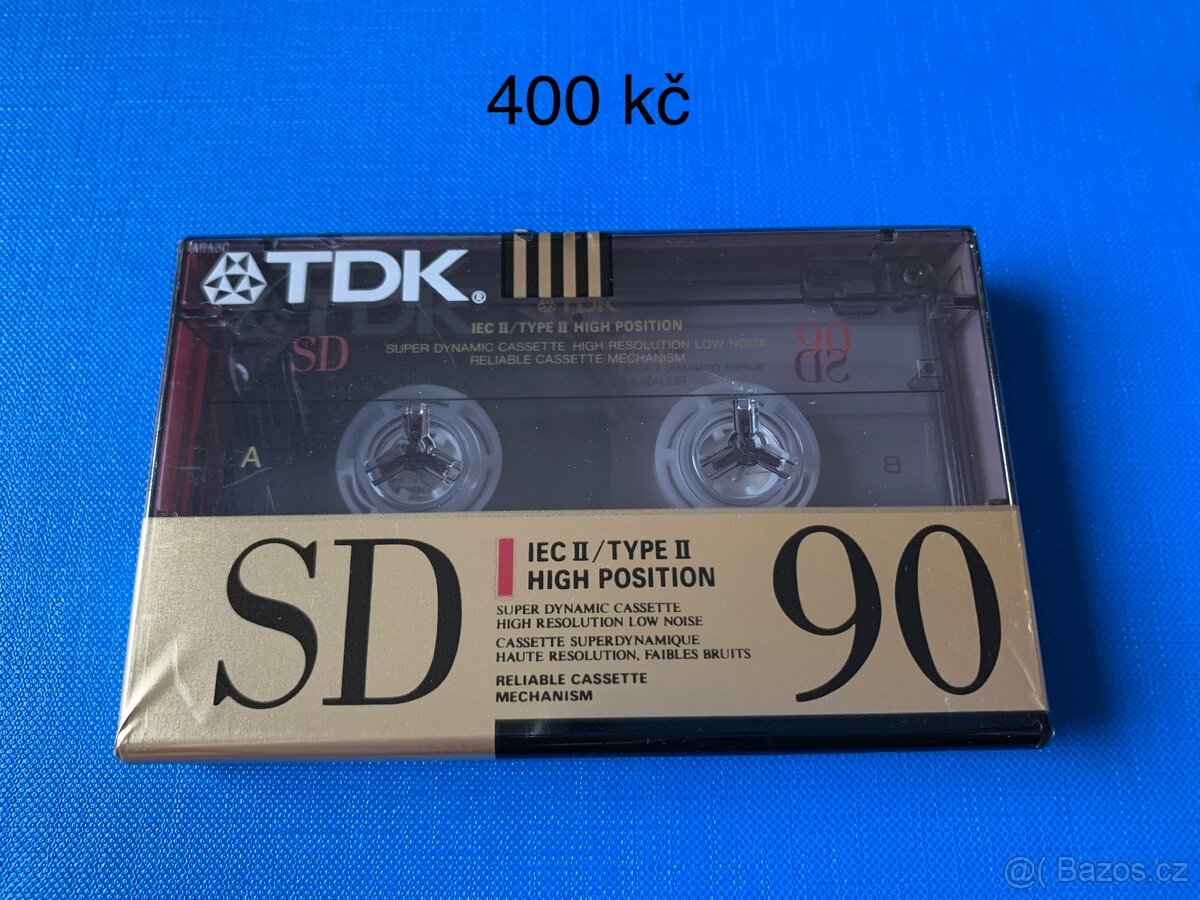 400 kč
TDK®
TDK
IEC II/TYPE II HIGH POSITION
SD
90
SUPER DYNAMIC CASSETTE HIGH RESOLUTION LOW NOISE
RELIABLE CASSETTE MECHANISM
A
B
SD
IEC II/TYPE II
HIGH POSITION
SUPER DYNAMIC CASSETTE
HIGH RESOLUTION LOW NOISE
CASSETTE SUPERDYNAMIQUE
HAUTE RESOLUTION, FAIBLES BRUITS
RELIABLE CASSETTE
MECHANISM
90
@( Bazos.cz